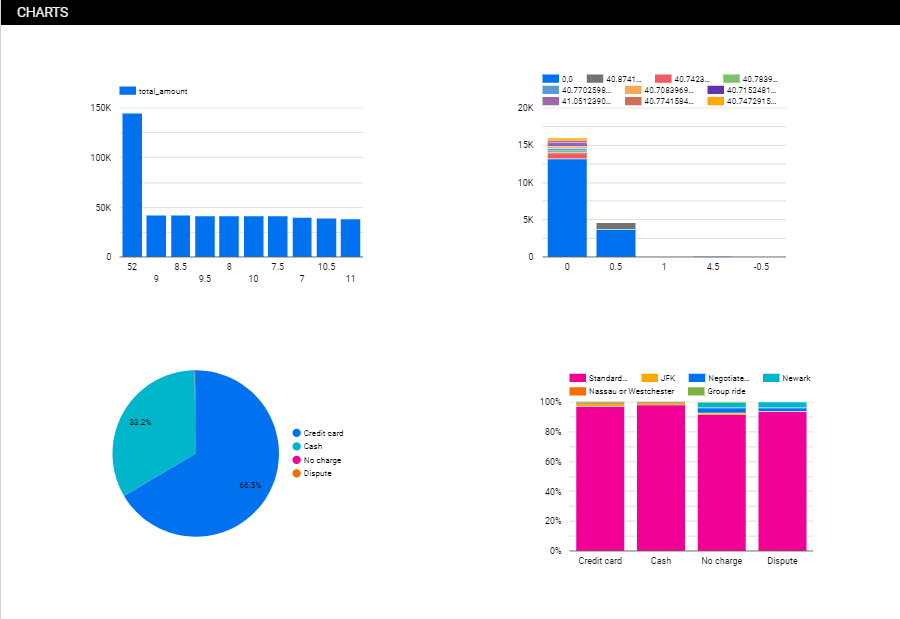 CHARTS
total_amount
150K
100K
50K
0
52 8.5 8 7.5 10.5
9 9.5 10 7 11
0,0 40.8741... 40.7423... 40.7839...
40.7702598... 40.7083969... 40.7152481...
41.0512390... 40.7741584... 40.7472915...
20K
15K
10K
5K
0
0 0.5 1 4.5 -0.5
33.2%
66.5%
Credit card
Cash
No charge
Dispute
Standard... JFK Negotiate... Newark
Nassau or Westchester Group ride
100%
80%
60%
40%
20%
0%
Credit card Cash No charge Dispute